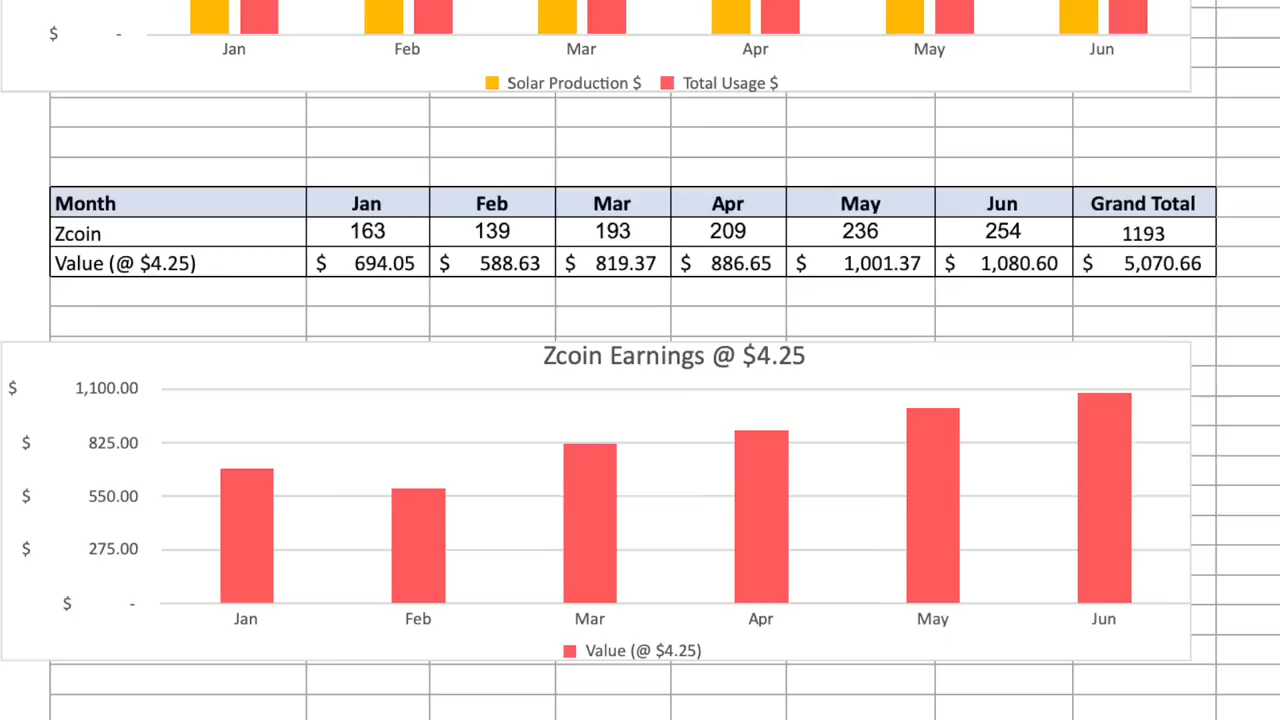 $ -
Jan Feb Mar Apr May Jun
Solar Production $ Total Usage $
Month Jan Feb Mar Apr May Jun Grand Total
Zcoin 163 139 193 209 236 254 1193
Value (@ $4.25) $ 694.05 $ 588.63 $ 819.37 $ 886.65 $ 1,001.37 $ 1,080.60 $ 5,070.66
Zcoin Earnings @ $4.25
$ 1,100.00
$ 825.00
$ 550.00
$ 275.00
$ -
Jan Feb Mar Apr May Jun
Value (@ $4.25)